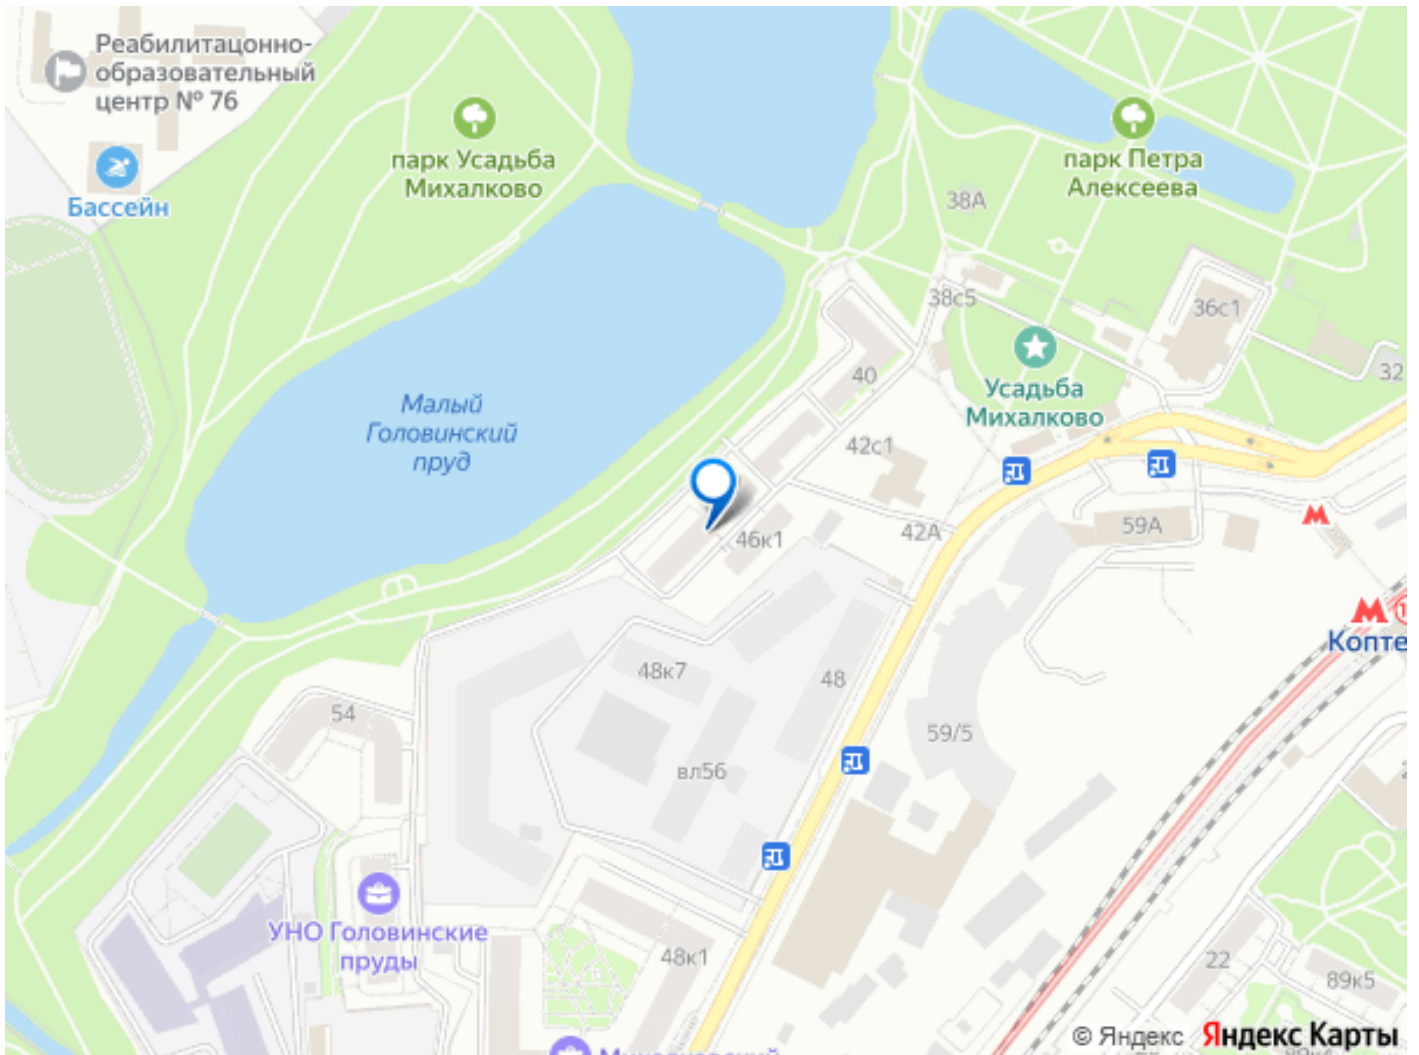 Реабилитацонно-
образовательный
центр № 76
Бассейн
парк Усадьба
Михалково
парк Петра
Алексеева
38А
38с5
36с1
32
Усадьба
Михалково
40
42с1
Малый
Головинский
пруд
46к1
42А
59А
Копте
48к7
48
54
59/5
вл56
УНО Головинские
пруды
48к1
22
89к5
© Яндекс Яндекс Карты